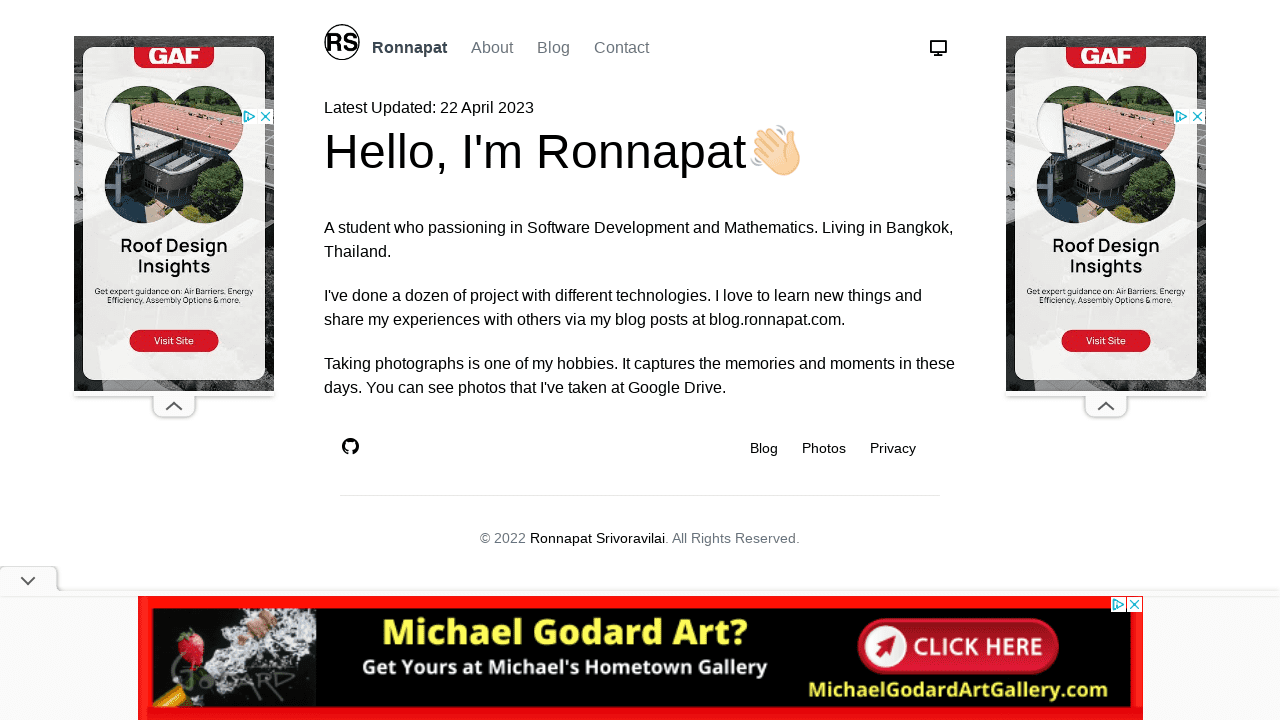 RS
Ronnapat About Blog Contact
Latest Updated: 22 April 2023
Hello, I'm Ronnapat👋🏻
A student who passioning in Software Development and Mathematics. Living in Bangkok,
Thailand.
I've done a dozen of project with different technologies. I love to learn new things and
share my experiences with others via my blog posts at blog.ronnapat.com.
Taking photographs is one of my hobbies. It captures the memories and moments in these
days. You can see photos that I've taken at Google Drive.
Blog Photos Privacy
© 2022 Ronnapat Srivoravilai. All Rights Reserved.
GAF
Roof Design
Insights
Get expert guidance on: Air Barriers, Energy
Efficiency, Assembly Options & more.
Visit Site
GAF
Roof Design
Insights
Get expert guidance on: Air Barriers, Energy
Efficiency, Assembly Options & more.
Visit Site
Michael Godard Art?
Get Yours at Michael's Hometown Gallery
CLICK HERE
MichaelGodardArtGallery.com
GODARD